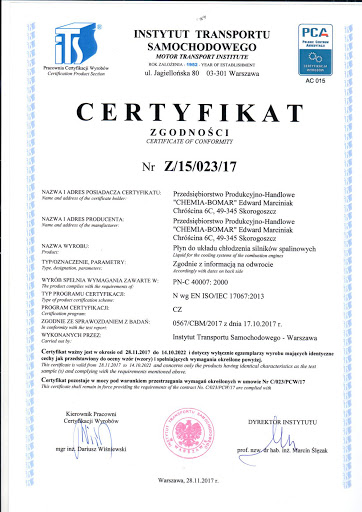 ITS
Pracownia Certyfikacji Wyrobów
Certification Product Section
INSTYTUT TRANSPORTU
SAMOCHODOWEGO
MOTOR TRANSPORT INSTITUTE
ROK ZAŁOŻENIA - 1952 - YEAR OF ESTABLISHMENT
ul. Jagiellońska 80 03-301 Warszawa
PCA
POLSKIE CENTRUM
AKREDYTACJI
CERTYFIKACJA
WYROBÓW
AC 015
CERTYFIKAT
ZGODNOŚCI
CERTIFICATE OF CONFORMITY
Nr Z/15/023/17
NAZWA I ADRES POSIADACZA CERTYFIKATU:
Name and address of the certificate holder:
Przedsiębiorstwo Produkcyjno-Handlowe
"CHEMIA-BOMAR" Edward Marciniak
Chróścina 6C, 49-345 Skorogoszcz
NAZWA I ADRES PRODUCENTA:
Name and address of the manufacturer:
Przedsiębiorstwo Produkcyjno-Handlowe
"CHEMIA-BOMAR" Edward Marciniak
Chróścina 6C, 49-345 Skorogoszcz
NAZWA WYROBU:
Product:
Płyn do układu chłodzenia silników spalinowych
Liquid for the cooling systems of the combustion engines
TYP/OZNACZENIE, PARAMETRY:
Type, designation, parameters:
Zgodnie z informacją na odwrocie
Accordingly with dates on back side
WYRÓB SPEŁNIA WYMAGANIA ZAWARTE W:
The product complies with the requirements of:
PN-C 40007: 2000
TYP PROGRAMU CERTYFIKACJI:
Type of product certification scheme:
N wg EN ISO/IEC 17067:2013
PROGRAM CERTYFIKACJI:
Certification program:
CZ
ZGODNIE ZE SPRAWOZDANIEM Z BADAŃ:
In conformity with the test report:
0567/CBM/2017 z dnia 17.10.2017 r.
WYKONANYCH PRZEZ:
Carried out by:
Instytut Transportu Samochodowego - Warszawa
Certyfikat ważny jest w okresie od 28.11.2017 do 14.10.2022 i dotyczy wyłącznie egzemplarzy wyrobu mających identyczne
cechy jak przedstawiony do oceny wzór (wzory) i spełniających wymagania określone powyżej.
This certificate is valid from 28.11.2017 to 14.10.2022 and concerns only the products having identical characteristics as the test
sample (s) and complying with the requirements mentioned above.
Certyfikat pozostaje w mocy pod warunkiem przestrzegania wymagań określonych w umowie Nr C/023/PCW/17
This certificate shall remain in force providing the requirements of the contract No. C/023/PCW/17 are complied with
Kierownik Pracowni
Certyfikacji Wyrobów
mgr inż. Dariusz Wiśniewski
DYREKTOR INSTYTUTU
prof. nzw. dr hab. inż. Marcin Ślęzak
Warszawa, 28.11.2017 r.